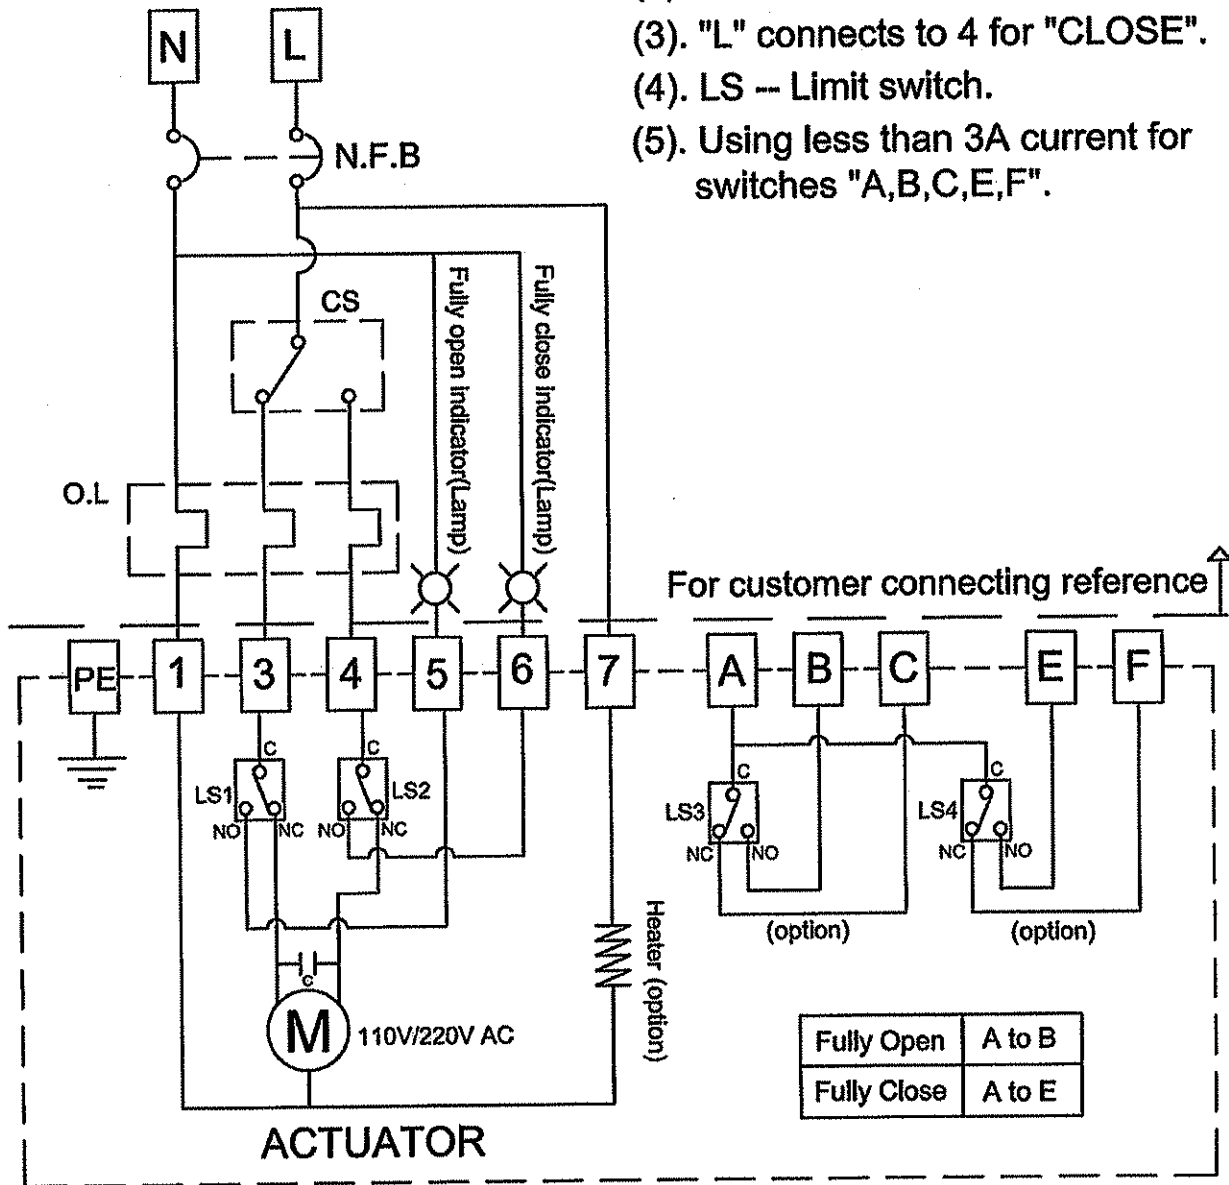 (3). "L" connects to 4 for "CLOSE".
(4). LS -- Limit switch.
(5). Using less than 3A current for
switches "A,B,C,E,F".
N
L
N.F.B
CS
Fully open indicator(Lamp)
Fully close indicator(Lamp)
O.L
For customer connecting reference
PE
1
3
4
5
6
7
A
B
C
E
F
C
C
LS1
LS2
NO
NC
NO
NC
C
C
LS3
LS4
NC
NO
NC
NO
(option)
(option)
Heater (option)
C
M
110V/220V AC
Fully Open A to B
Fully Close A to E
ACTUATOR